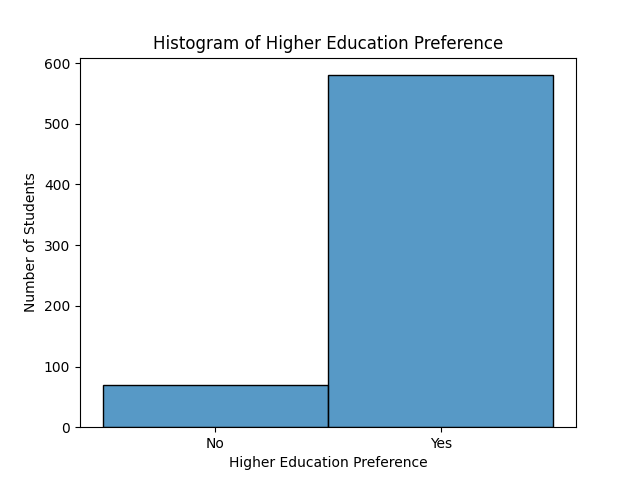 Histogram of Higher Education Preference
600
500
400
300
200
100
0
Number of Students
No Yes
Higher Education Preference